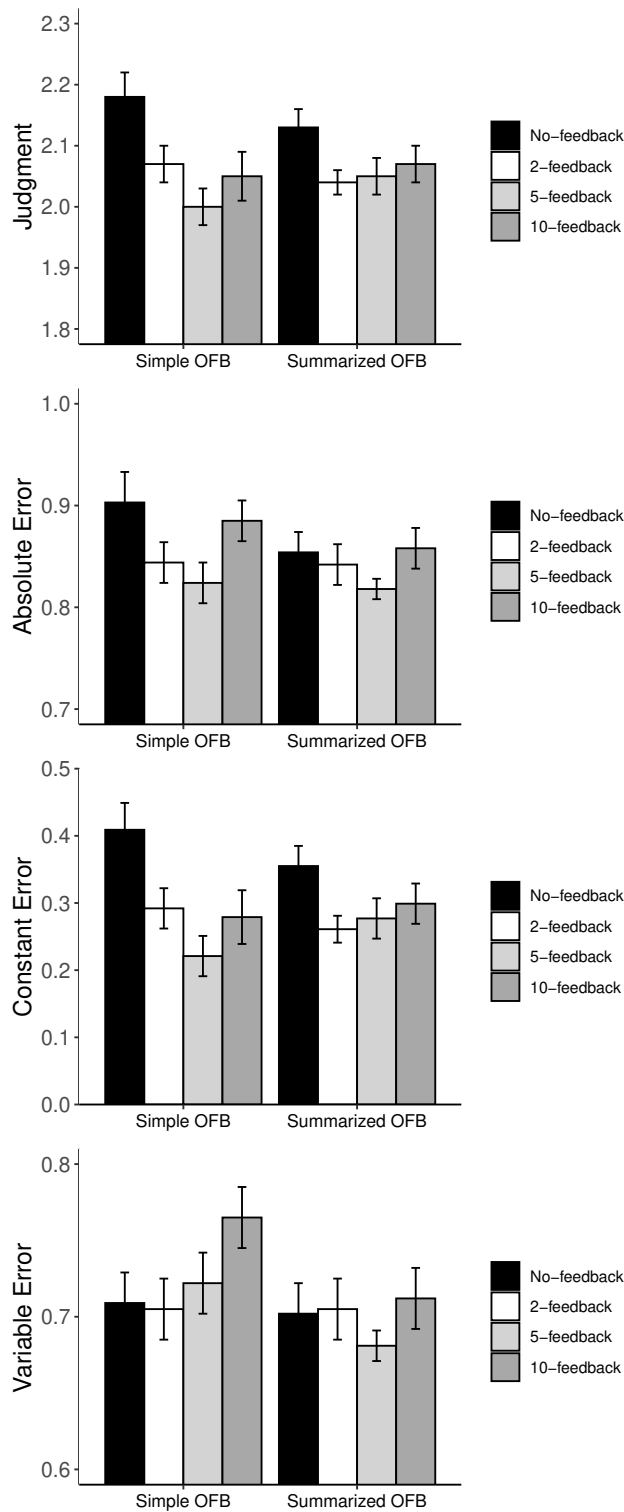 Judgment
2.3
2.2
2.1
2.0
1.9
1.8
Simple OFB
Summarized OFB
No−feedback
2−feedback
5−feedback
10−feedback
Absolute Error
1.0
0.9
0.8
0.7
Simple OFB
Summarized OFB
No−feedback
2−feedback
5−feedback
10−feedback
Constant Error
0.5
0.4
0.3
0.2
0.1
0.0
Simple OFB
Summarized OFB
No−feedback
2−feedback
5−feedback
10−feedback
Variable Error
0.8
0.7
0.6
Simple OFB
Summarized OFB
No−feedback
2−feedback
5−feedback
10−feedback